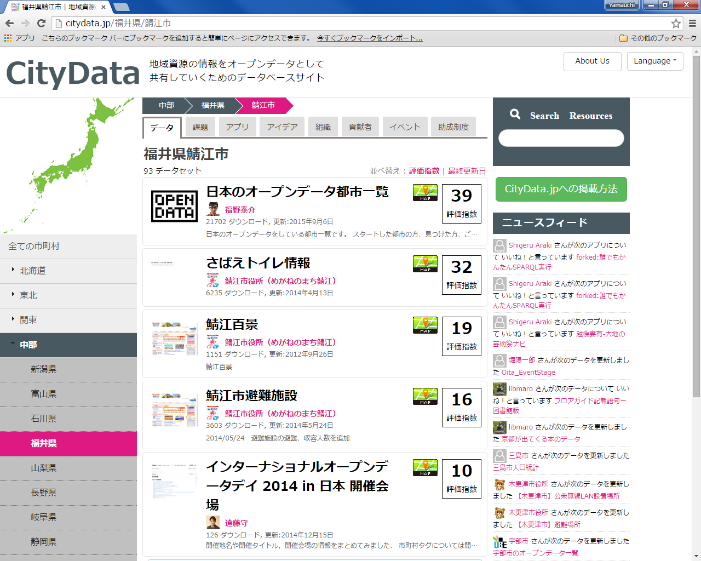 福井県鯖江市 | 地域資源
Yamauchi
citydata.jp/福井県/鯖江市
アプリ こちらのブックマーク バーにブックマークを追加すると簡単にページにアクセスできます。 今すぐブックマークをインポート...
その他のブックマーク
CityData
地域資源の情報をオープンデータとして
共有していくためのデータベースサイト
About Us
Language
中部 福井県 鯖江市
データ 課題 アプリ アイデア 組織 貢献者 イベント 助成制度
福井県鯖江市
93 データセット
並べ替え : 評価指数 | 最終更新日
OPEN DATA
日本のオープンデータ都市一覧
福野泰介
21702 ダウンロード, 更新:2015年9月6日
日本のオープンデータをしている都市一覧です。 スタートした都市の方、見つけた方、ご…
MAP
39
評価指数
さばえトイレ情報
鯖江市役所（めがねのまち鯖江）
6235 ダウンロード, 更新:2014年4月13日
MAP
32
評価指数
鯖江百景
鯖江市役所（めがねのまち鯖江）
1151 ダウンロード, 更新:2012年9月26日
鯖江百景
MAP
19
評価指数
鯖江市避難施設
鯖江市役所（めがねのまち鯖江）
3603 ダウンロード, 更新:2014年5月24日
2014/05/24 避難施設の避難、収容人数を追加
MAP
16
評価指数
インターナショナルオープンデ
ータデイ 2014 in 日本 開催会
場
遠藤守
126 ダウンロード, 更新:2014年12月15日
開催地名や開催タイトル、開催会場の情報をまとめてみました。 市町村タグについては開…
MAP
10
評価指数
全ての市町村
北海道
東北
関東
中部
新潟県
富山県
石川県
福井県
山梨県
長野県
岐阜県
静岡県
Search Resources
CityData.jpへの掲載方法
ニュースフィード
Shigeru Araki さんが次のアプリについ
て いいね！と言っています forked:誰でもか
んたんSPARQL実行
Shigeru Araki さんが次のアプリについ
て いいね！と言っています forked:誰でもか
んたんSPARQL実行
Shigeru Araki さんが次のアプリについ
て いいね！と言っています
芸術祭ナビ
さんが次のデータを更新しまし
た Oita_EventStage
libmaro さんが次のデータについて いい
ね！と言っています フロアガイド記載語句ー
図書館版
libmaro さんが次のデータを更新しまし
た 京都が出てくる本のデータ
三島市 さんが次のデータを更新しました
三島市人口統計
木更津市役所 さんが次のデータを更新し
ました 【木更津市】公衆無線LAN設備場所
木更津市役所 さんが次のデータを更新し
ました 【木更津市】避難場所
宇部市 さんが次のデータを更新しました
宇部市のオープンデータ一覧